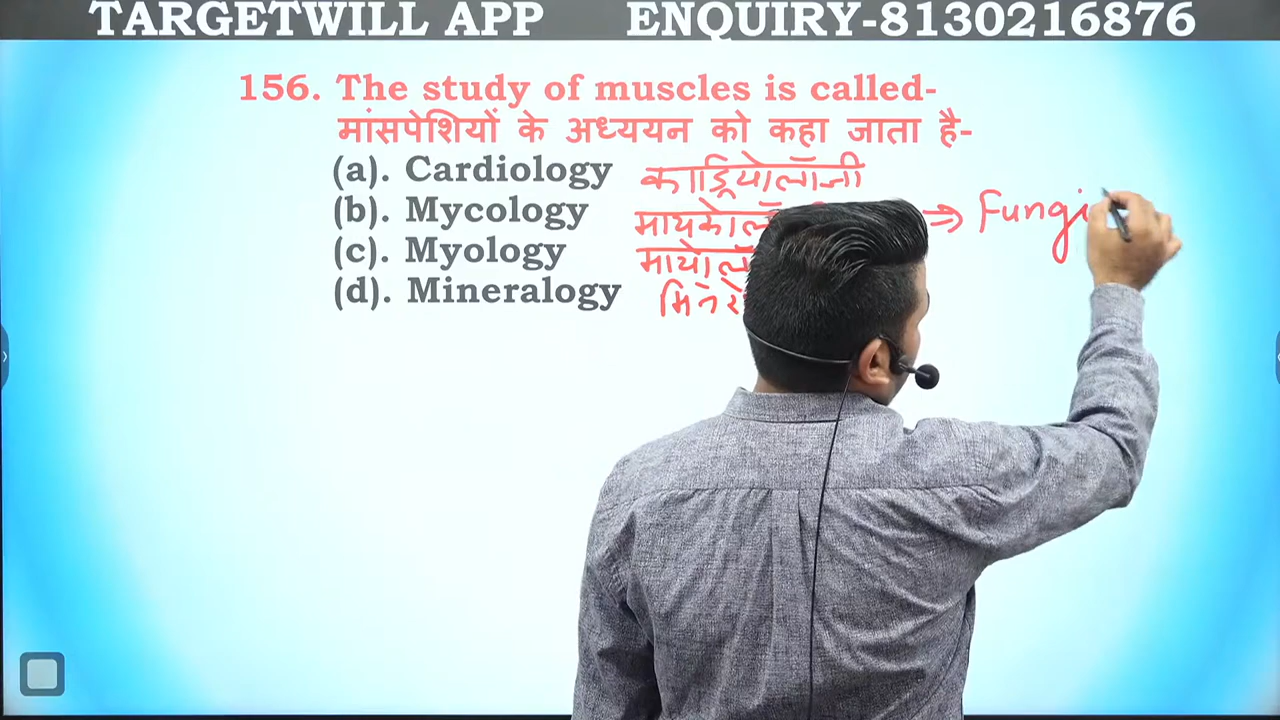 TARGETWILL APP ENQUIRY-8130216876
156. The study of muscles is called-
मांसपेशियों के अध्ययन को कहा जाता है-
(a). Cardiology कार्डियोलॉजी
(b). Mycology ⇒ Fungi
(c). Myology
(d). Mineralogy